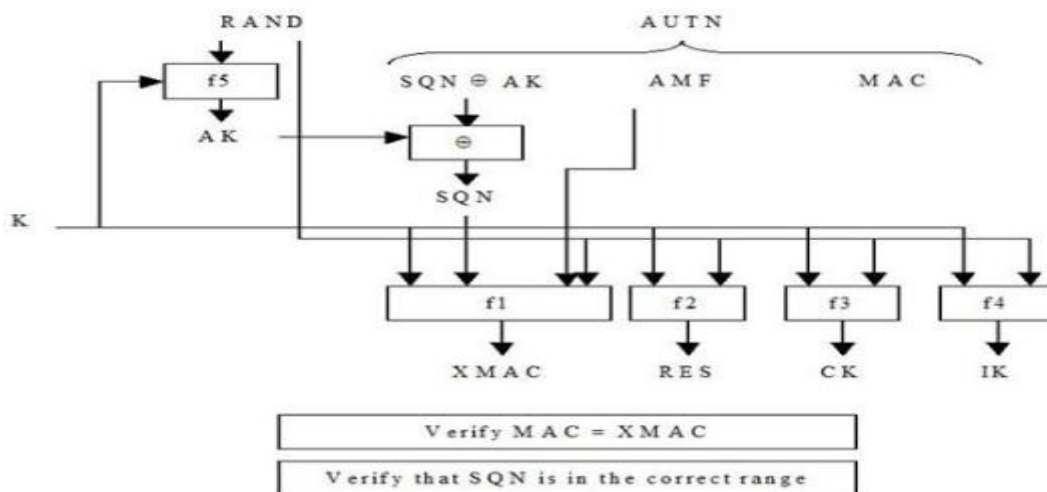 RAND AUTN
f5 SQN ⊕ AK AMF MAC
AK ⊕
SQN
K
f1 f2 f3 f4
XMAC RES CK IK
Verify MAC = XMAC
Verify that SQN is in the correct range